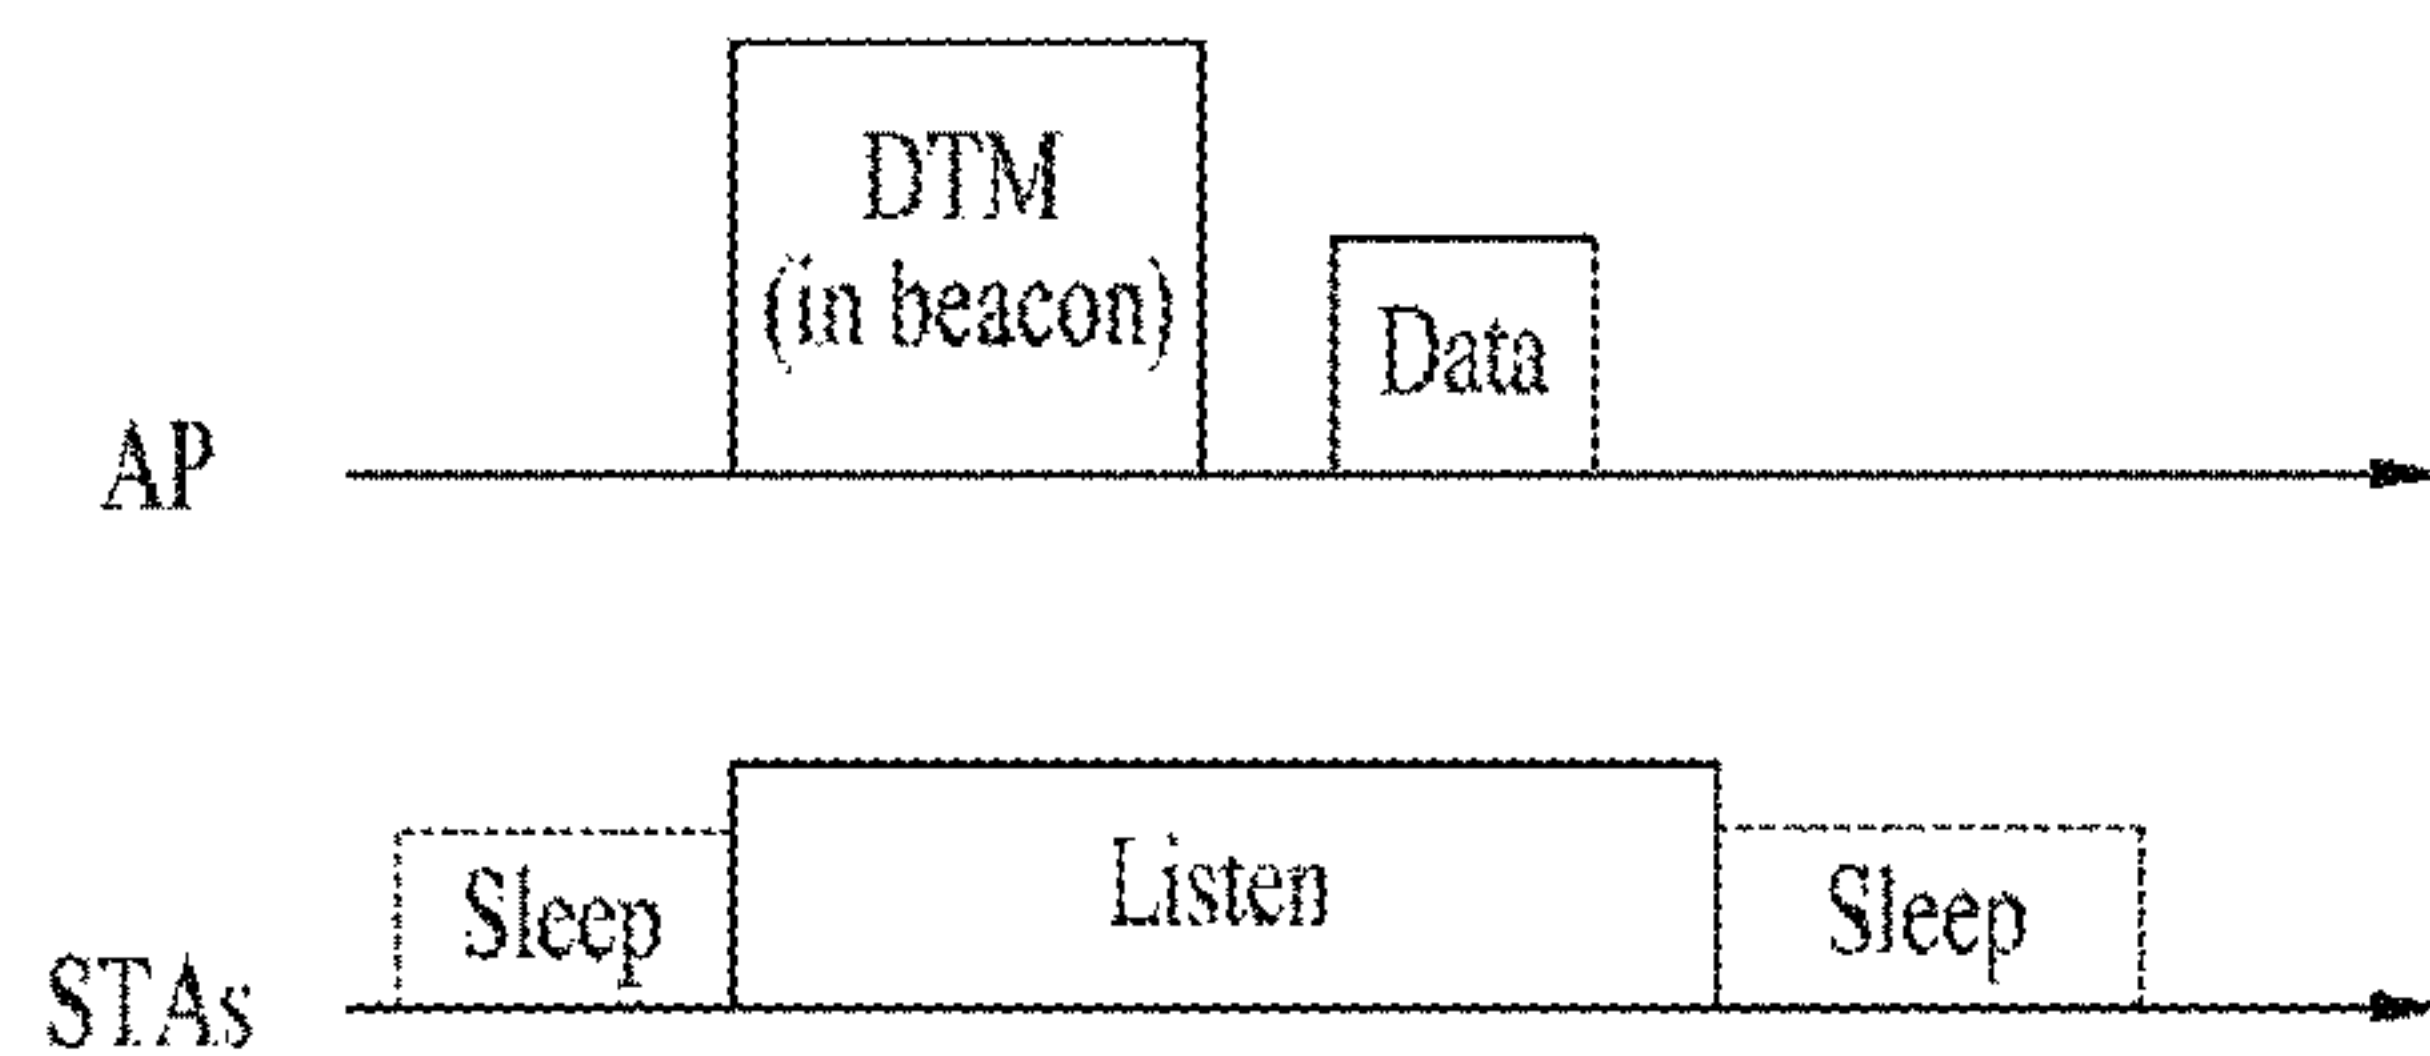 DTM
(in beacon)
Data
AP
Sleep
Listen
Sleep
STAs